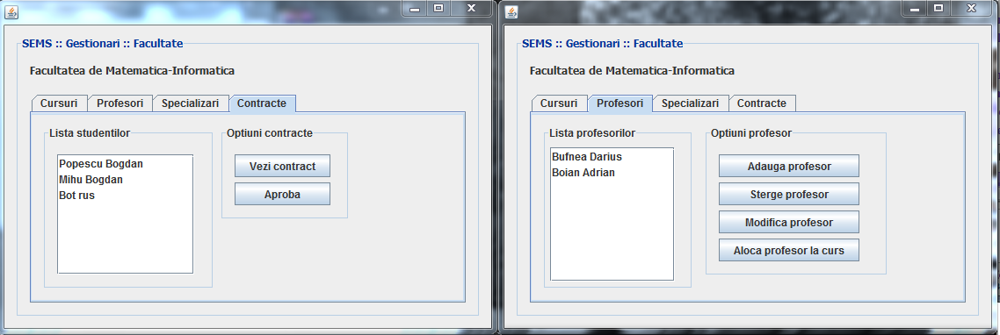 SEMS :: Gestionari :: Facultate
Facultatea de Matematica-Informatica
Cursuri Profesori Specializari Contracte
Lista studentilor
Popescu Bogdan
Mihu Bogdan
Bot rus
Optiuni contracte
Vezi contract
Aproba
SEMS :: Gestionari :: Facultate
Facultatea de Matematica-Informatica
Cursuri Profesori Specializari Contracte
Lista profesorilor
Bufnea Darius
Boian Adrian
Optiuni profesor
Adauga profesor
Sterge profesor
Modifica profesor
Aloca profesor la curs